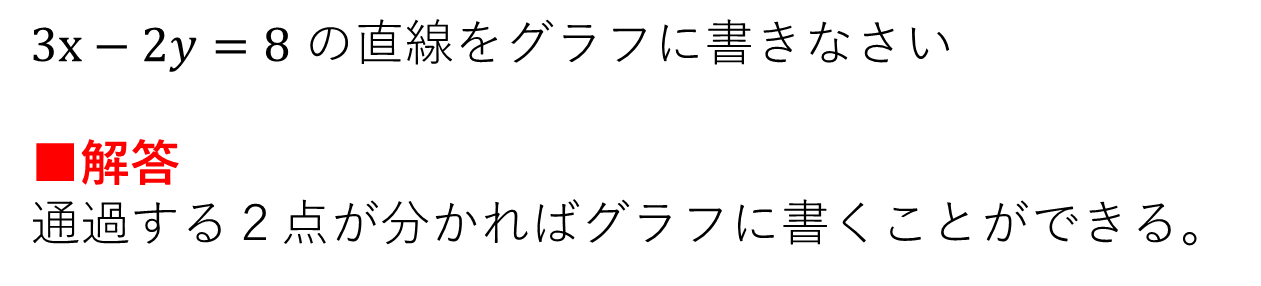 3x − 2y = 8 の直線をグラフに書きなさい
■解答
通過する２点が分かればグラフに書くことができる。